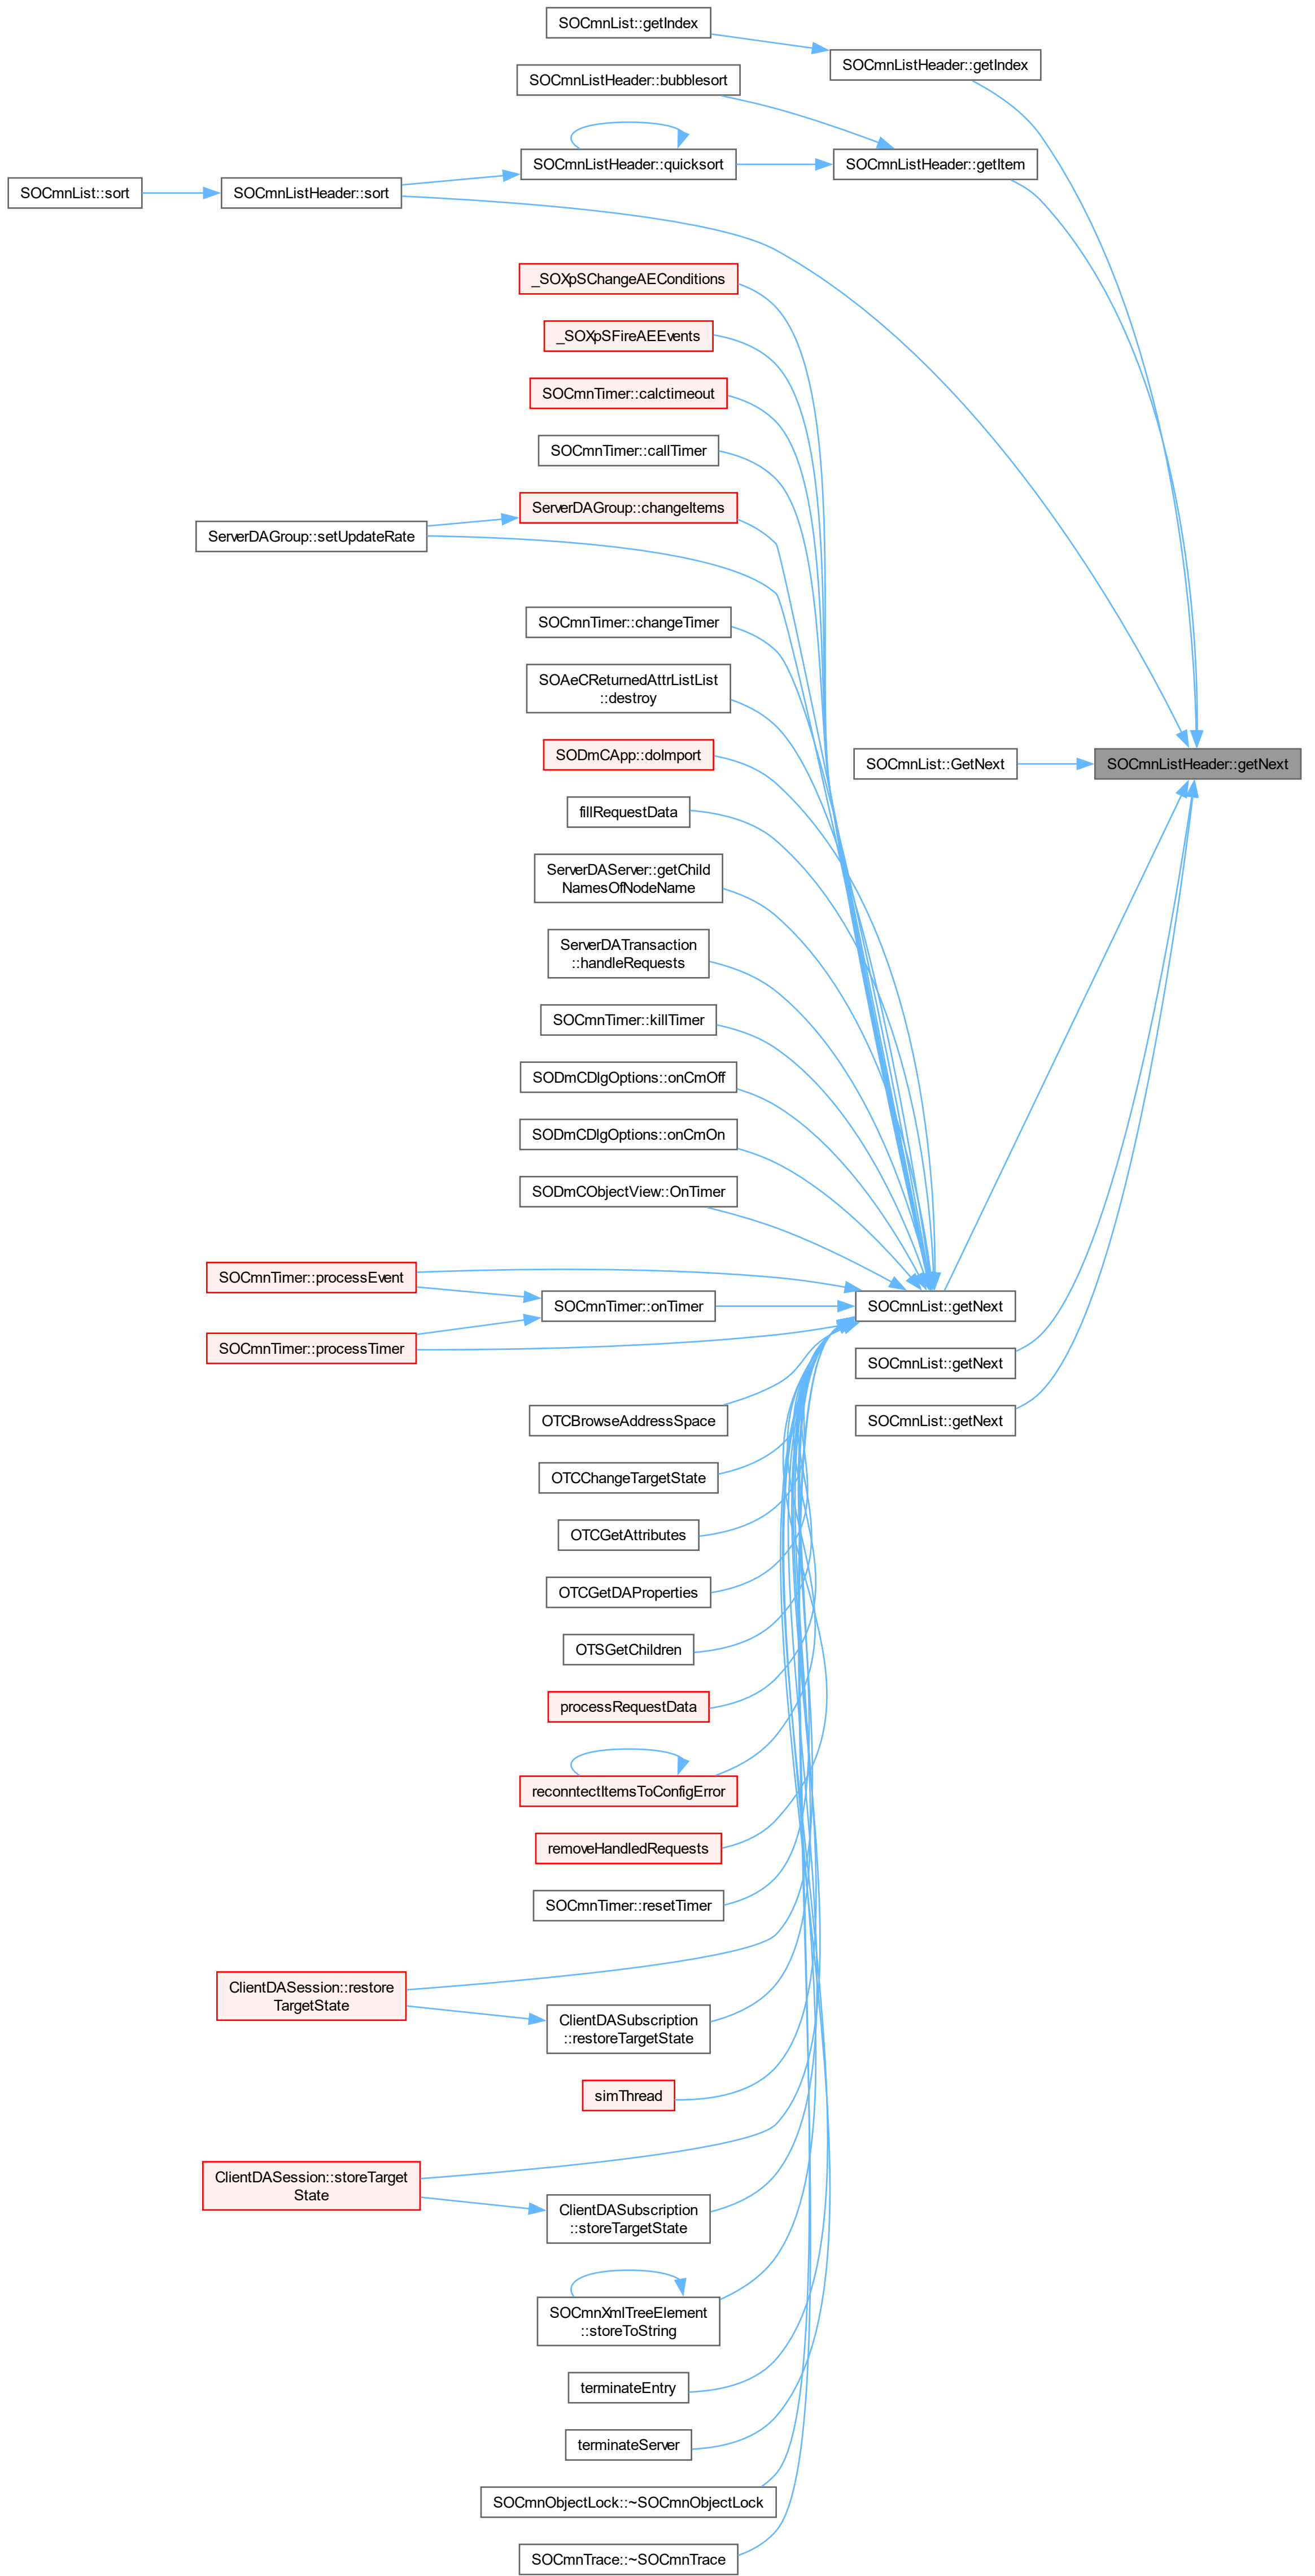 SOCmnList::getIndex
SOCmnListHeader::getIndex
SOCmnListHeader::bubblesort
SOCmnListHeader::quicksort
SOCmnListHeader::getItem
SOCmnList::sort
SOCmnListHeader::sort
_SOXpSChangeAEConditions
_SOXpSFireAEEvents
SOCmnTimer::calctimeout
SOCmnTimer::callTimer
ServerDAGroup::changeItems
ServerDAGroup::setUpdateRate
SOCmnTimer::changeTimer
SOAeCReturnedAttrListList
::destroy
SODmCApp::doImport
SOCmnList::GetNext
SOCmnListHeader::getNext
fillRequestData
ServerDAServer::getChild
NamesOfNodeName
ServerDATransaction
::handleRequests
SOCmnTimer::killTimer
SODmCDlgOptions::onCmOff
SODmCDlgOptions::onCmOn
SODmCObjectView::OnTimer
SOCmnTimer::processEvent
SOCmnTimer::onTimer
SOCmnList::getNext
SOCmnTimer::processTimer
SOCmnList::getNext
OTCBrowseAddressSpace
SOCmnList::getNext
OTCChangeTargetState
OTCGetAttributes
OTCGetDAProperties
OTSGetChildren
processRequestData
reconntectItemsToConfigError
removeHandledRequests
SOCmnTimer::resetTimer
ClientDASession::restore
TargetState
ClientDASubscription
::restoreTargetState
simThread
ClientDASession::storeTarget
State
ClientDASubscription
::storeTargetState
SOCmnXmlTreeElement
::storeToString
terminateEntry
terminateServer
SOCmnObjectLock::~SOCmnObjectLock
SOCmnTrace::~SOCmnTrace